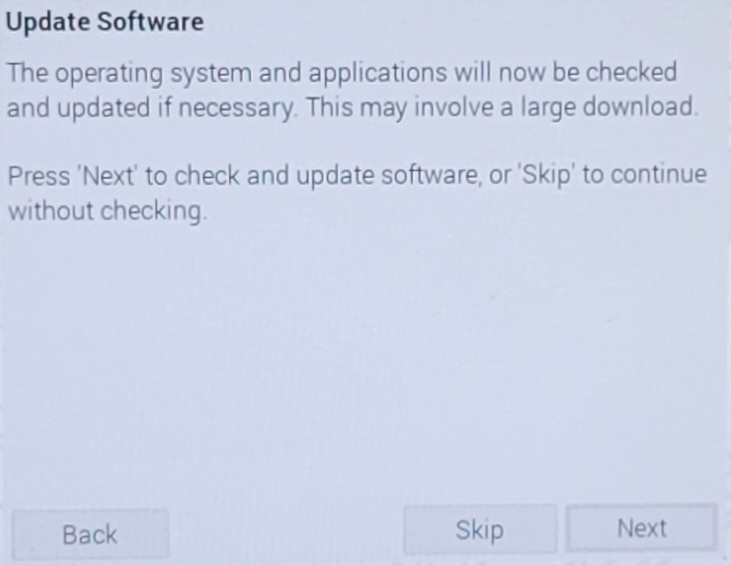 Update Software
The operating system and applications will now be checked
and updated if necessary. This may involve a large download.
Press 'Next' to check and update software, or 'Skip' to continue
without checking.
Back
Skip
Next